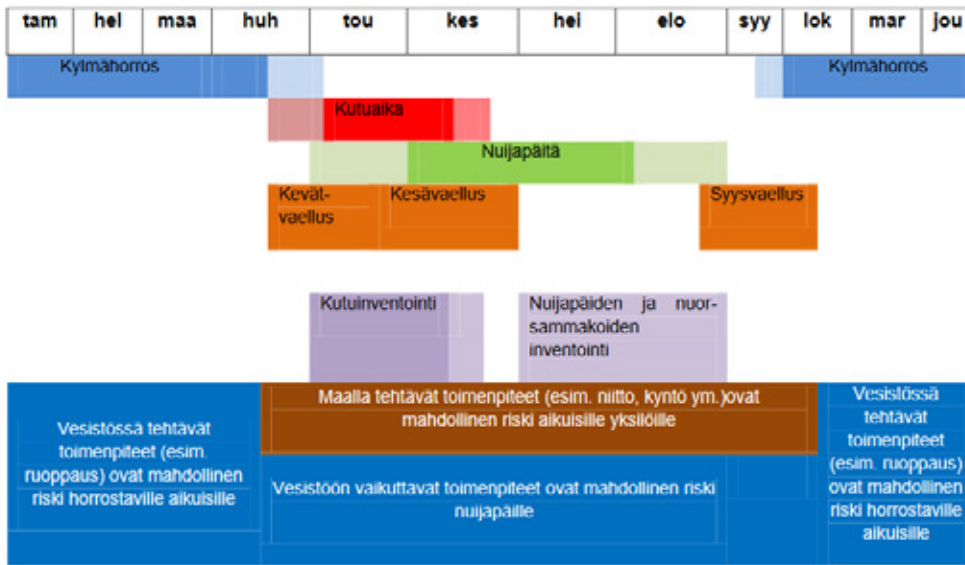 tam hel maa huh tou kes hei elo syy lok mar jou
Kylmähorros Kylmähorros
Kutuaika
Nuijapäitä
Kevät-
vaellus
Kesävaellus
Syysvaellus
Kutuinventointi
Nuijapäiden ja nuor-
sammakoiden
inventointi
Vesistössä tehtävät
toimenpiteet (esim.
ruoppaus) ovat mahdollinen
riski horrostaville aikuisille
Maalla tehtävät toimenpiteet (esim. niitto, kyntö ym.)ovat
mahdollinen riski aikuisille yksilöille
Vesistöön vaikuttavat toimenpiteet ovat mahdollinen riski
nuijapäille
Vesistössä
tehtävät
toimenpiteet
(esim. ruoppaus)
ovat mahdollinen
riski horrostaville
aikuisille